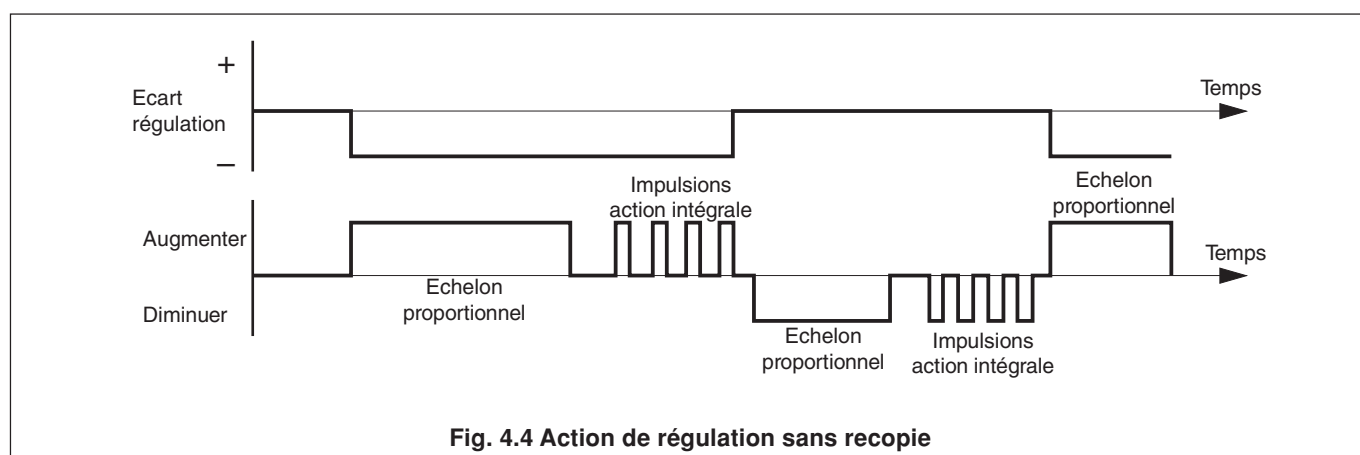 +
Temps
Ecart
régulation
–
Impulsions
action intégrale
Echelon
proportionnel
Augmenter
Temps
Echelon
proportionnel
Diminuer
Echelon
proportionnel
Impulsions
action intégrale
Fig. 4.4 Action de régulation sans recopie